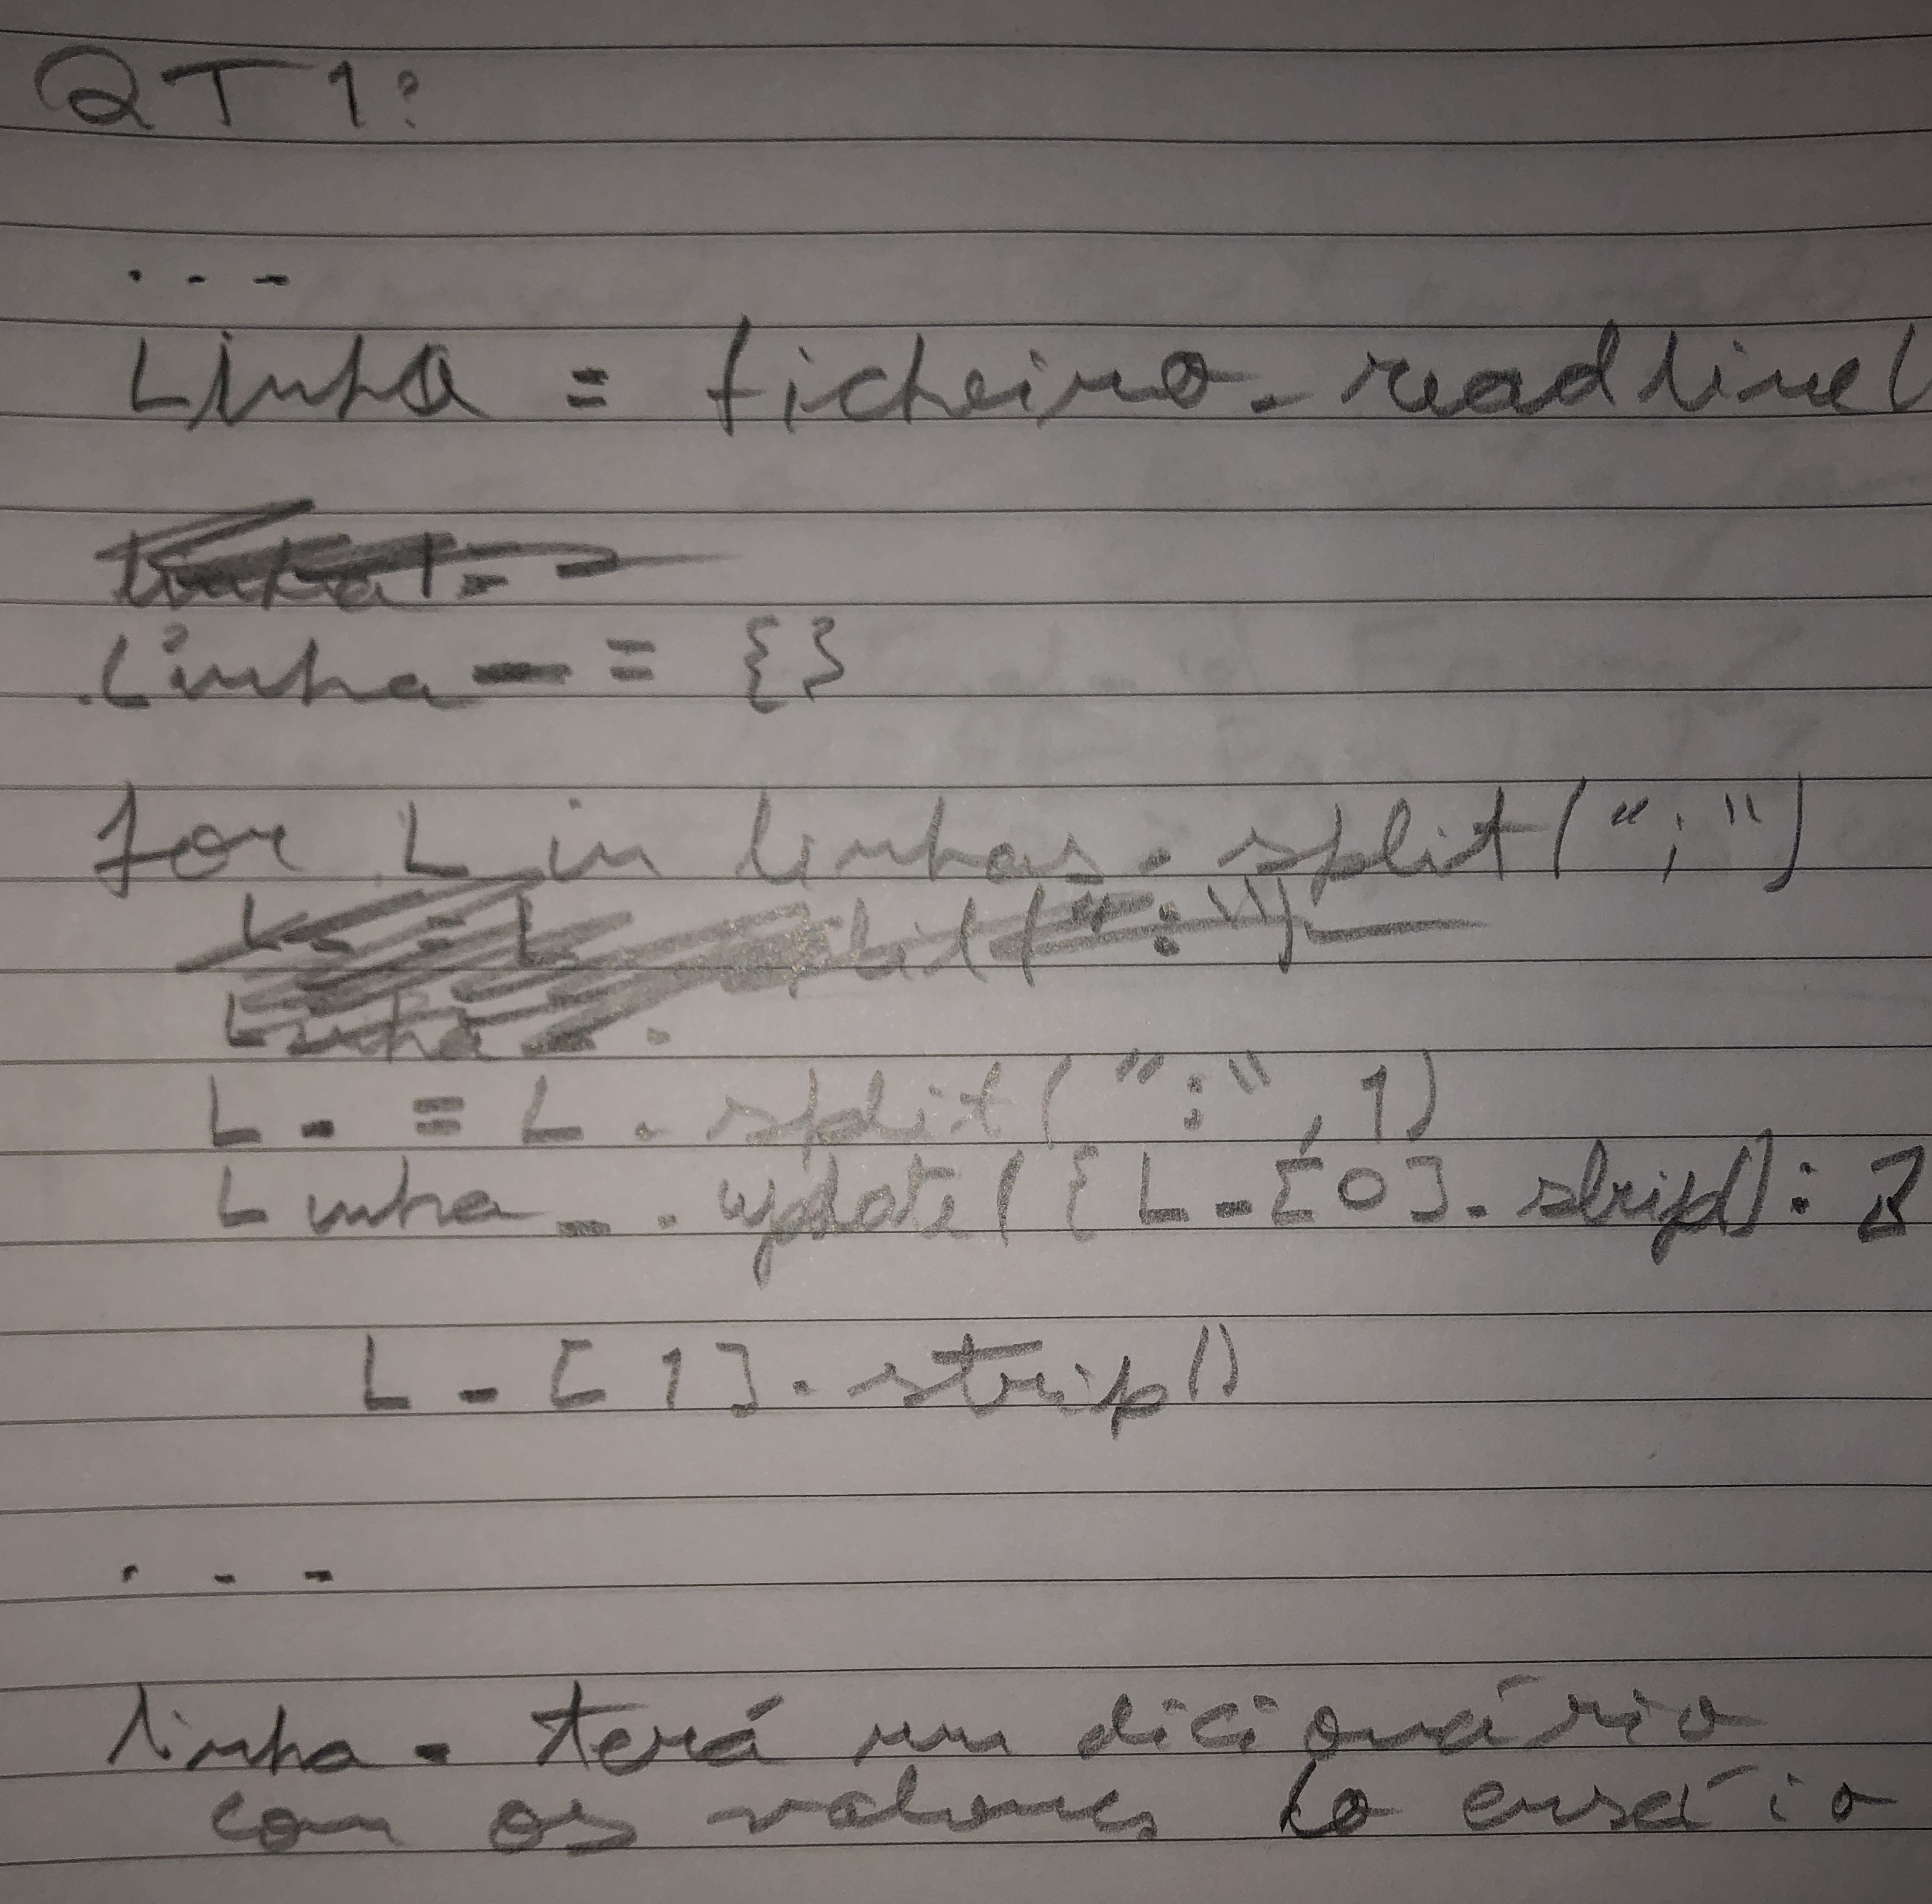 QT1:
...
Linha = ficheiro.readline(
Linha_ = {}
for L in linhas.split(";")
L_ = L.split(":", 1)
Linha_.update({L_[0].strip():
L_[1].strip()
...
linha_ terá um dicionário
com os valores do ensaio